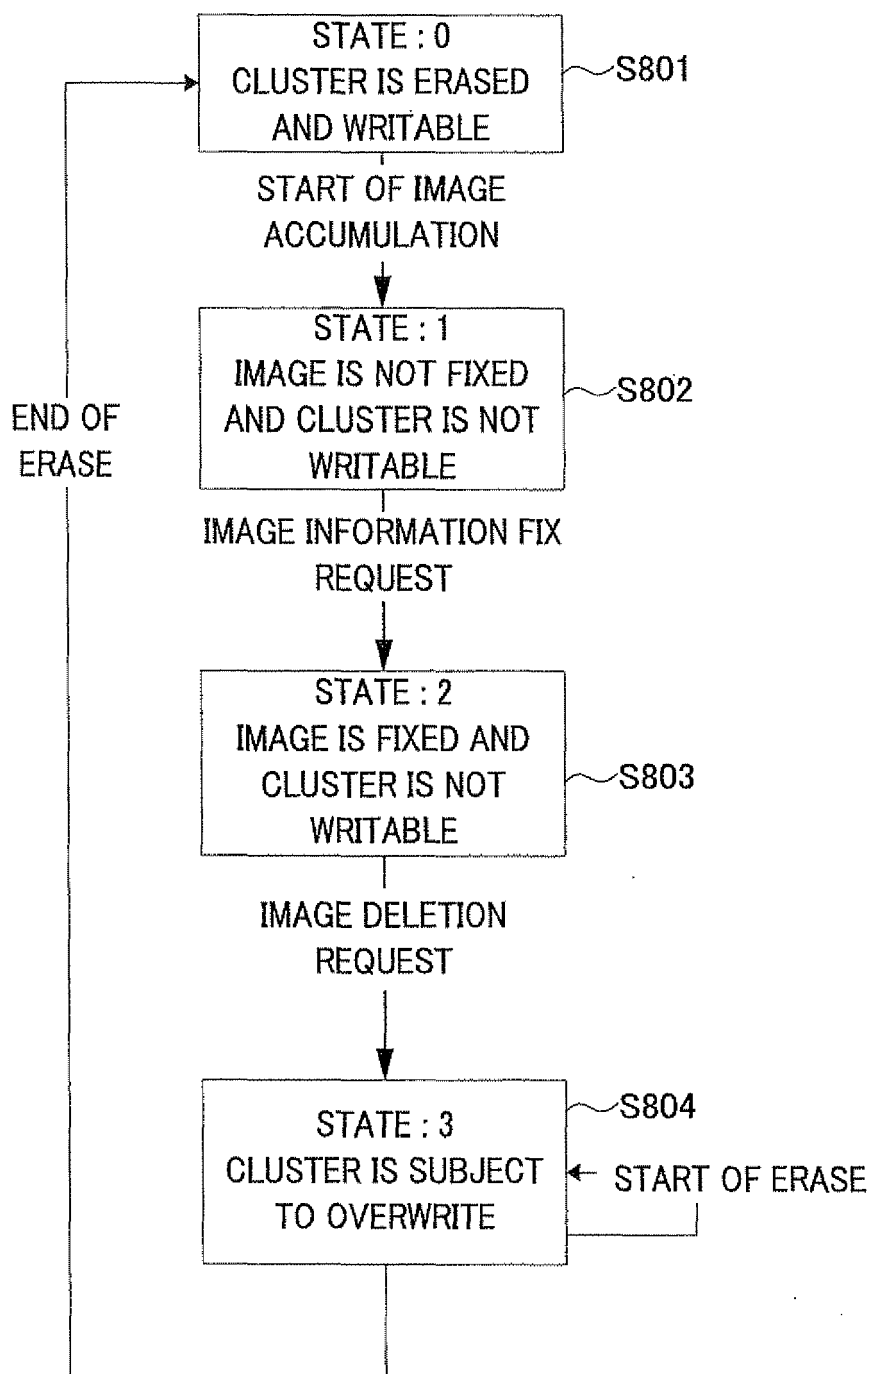 STATE : 0
CLUSTER IS ERASED
AND WRITABLE
S801
START OF IMAGE
ACCUMULATION
STATE : 1
IMAGE IS NOT FIXED
AND CLUSTER IS NOT
WRITABLE
S802
END OF
ERASE
IMAGE INFORMATION FIX
REQUEST
STATE : 2
IMAGE IS FIXED AND
CLUSTER IS NOT
WRITABLE
S803
IMAGE DELETION
REQUEST
STATE : 3
CLUSTER IS SUBJECT
TO OVERWRITE
S804
START OF ERASE